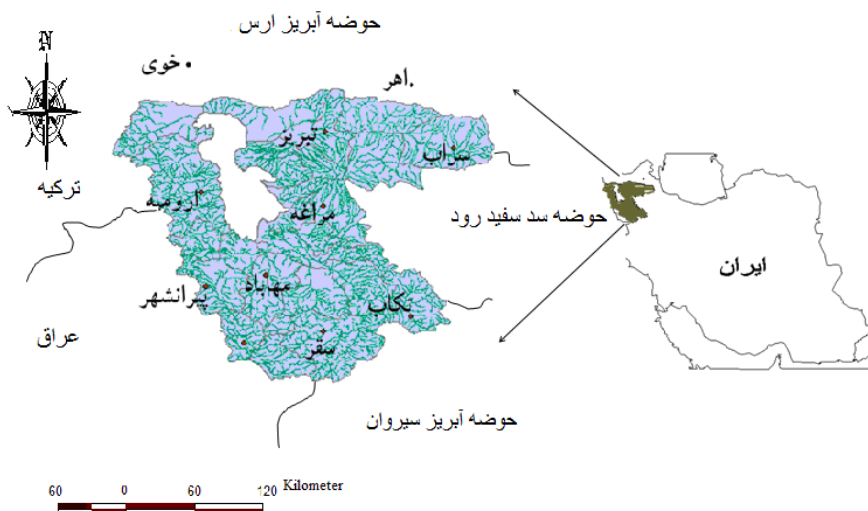 حوضه آبریز ارس
N
خوی
اهر
تبریز
سراب
ترکیه
ارومیه
مراغه
حوضه سد سفید رود
ایران
پیرانشهر
مهاباد
تکاب
عراق
سقز
حوضه آبریز سیروان
60 0 60 120 Kilometer